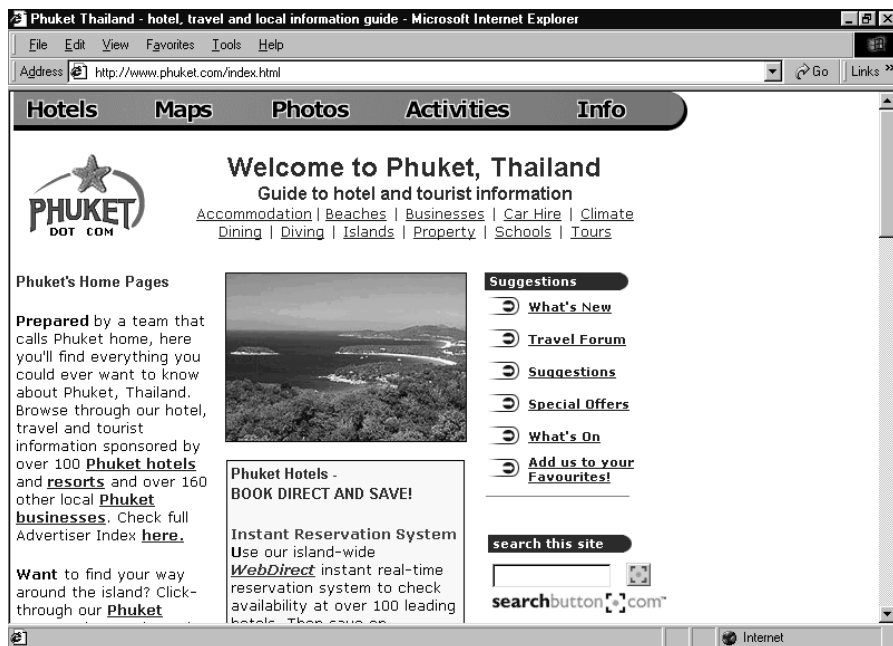 Phuket Thailand - hotel, travel and local information guide - Microsoft Internet Explorer
File Edit View Favorites Tools Help
Address http://www.phuket.com/index.html Go Links »
Hotels Maps Photos Activities Info
PHUKET
DOT COM
Welcome to Phuket, Thailand
Guide to hotel and tourist information
Accommodation | Beaches | Businesses | Car Hire | Climate
Dining | Diving | Islands | Property | Schools | Tours
Phuket's Home Pages
Prepared by a team that
calls Phuket home, here
you'll find everything you
could ever want to know
about Phuket, Thailand.
Browse through our hotel,
travel and tourist
information sponsored by
over 100 Phuket hotels
and resorts and over 160
other local Phuket
businesses. Check full
Advertiser Index here.
Want to find your way
around the island? Click-
through our Phuket
Phuket Hotels -
BOOK DIRECT AND SAVE!
Instant Reservation System
Use our island-wide
WebDirect instant real-time
reservation system to check
availability at over 100 leading
hotels. Then save on
Suggestions
What's New
Travel Forum
Suggestions
Special Offers
What's On
Add us to your
Favourites!
search this site
searchbutton[•]com™
Internet